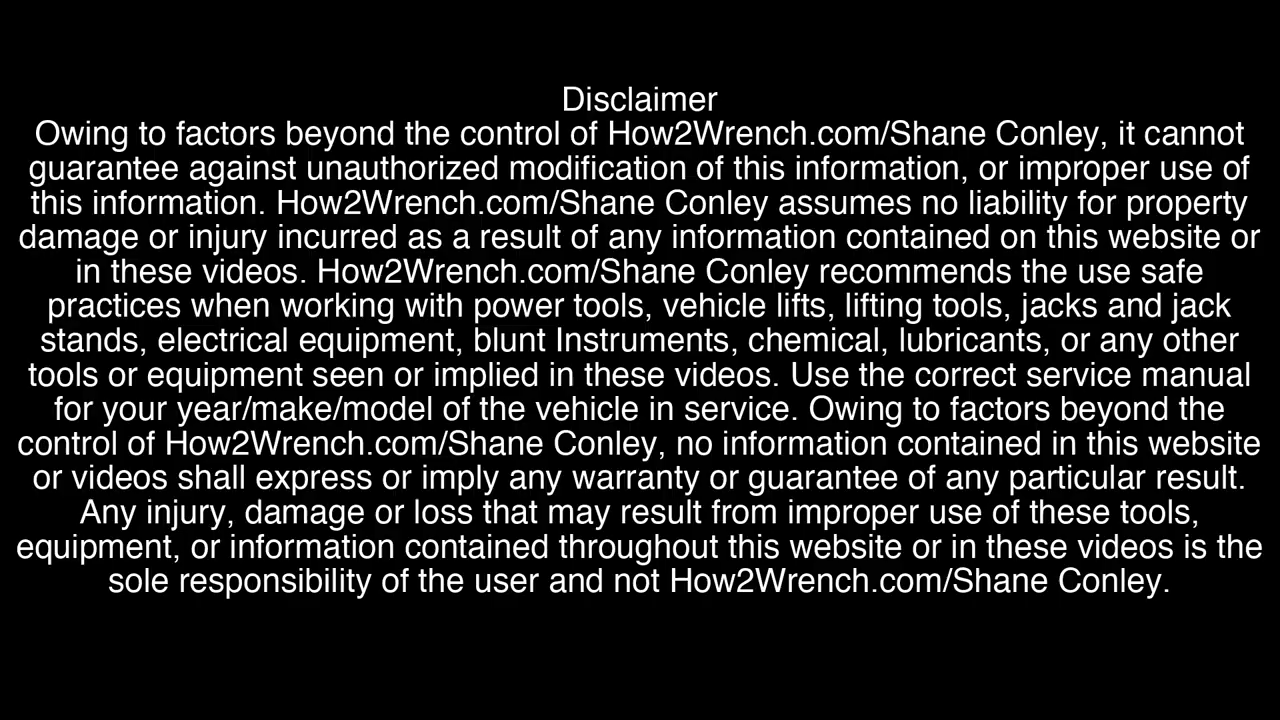 Disclaimer
Owing to factors beyond the control of How2Wrench.com/Shane Conley, it cannot
guarantee against unauthorized modification of this information, or improper use of
this information. How2Wrench.com/Shane Conley assumes no liability for property
damage or injury incurred as a result of any information contained on this website or
in these videos. How2Wrench.com/Shane Conley recommends the use safe
practices when working with power tools, vehicle lifts, lifting tools, jacks and jack
stands, electrical equipment, blunt Instruments, chemical, lubricants, or any other
tools or equipment seen or implied in these videos. Use the correct service manual
for your year/make/model of the vehicle in service. Owing to factors beyond the
control of How2Wrench.com/Shane Conley, no information contained in this website
or videos shall express or imply any warranty or guarantee of any particular result.
Any injury, damage or loss that may result from improper use of these tools,
equipment, or information contained throughout this website or in these videos is the
sole responsibility of the user and not How2Wrench.com/Shane Conley.